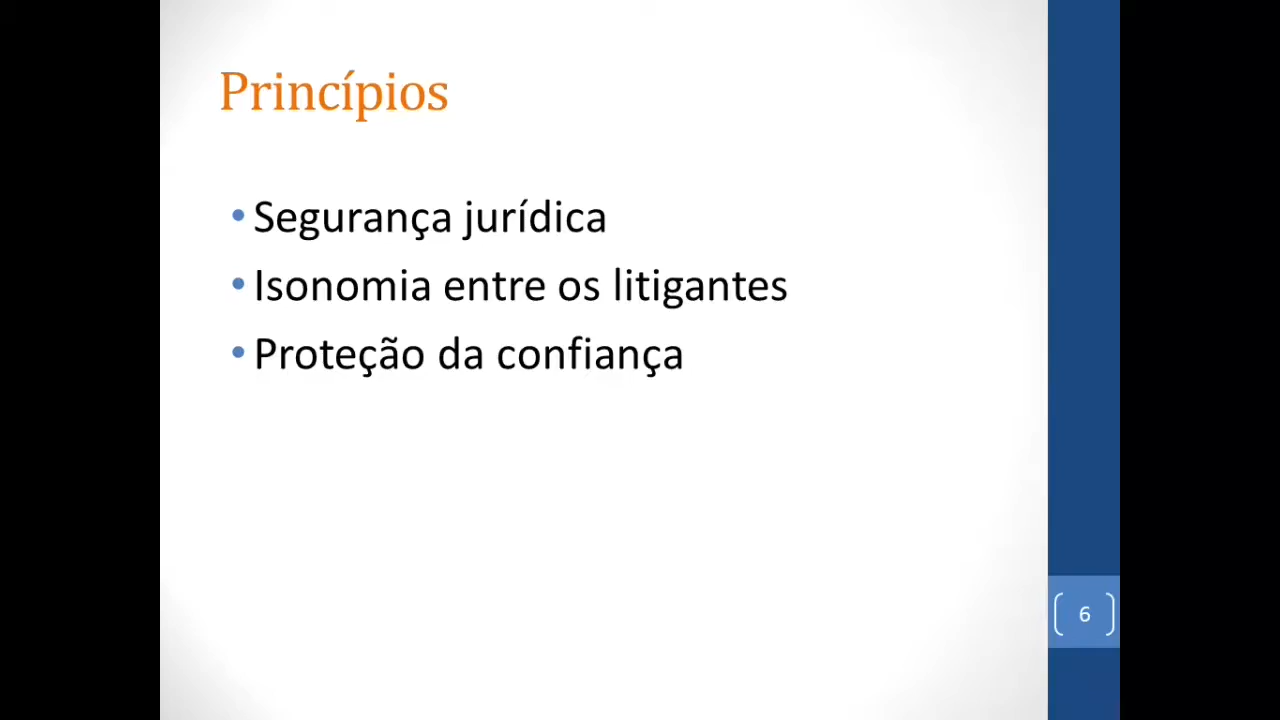 Princípios
• Segurança jurídica
• Isonomia entre os litigantes
• Proteção da confiança
6